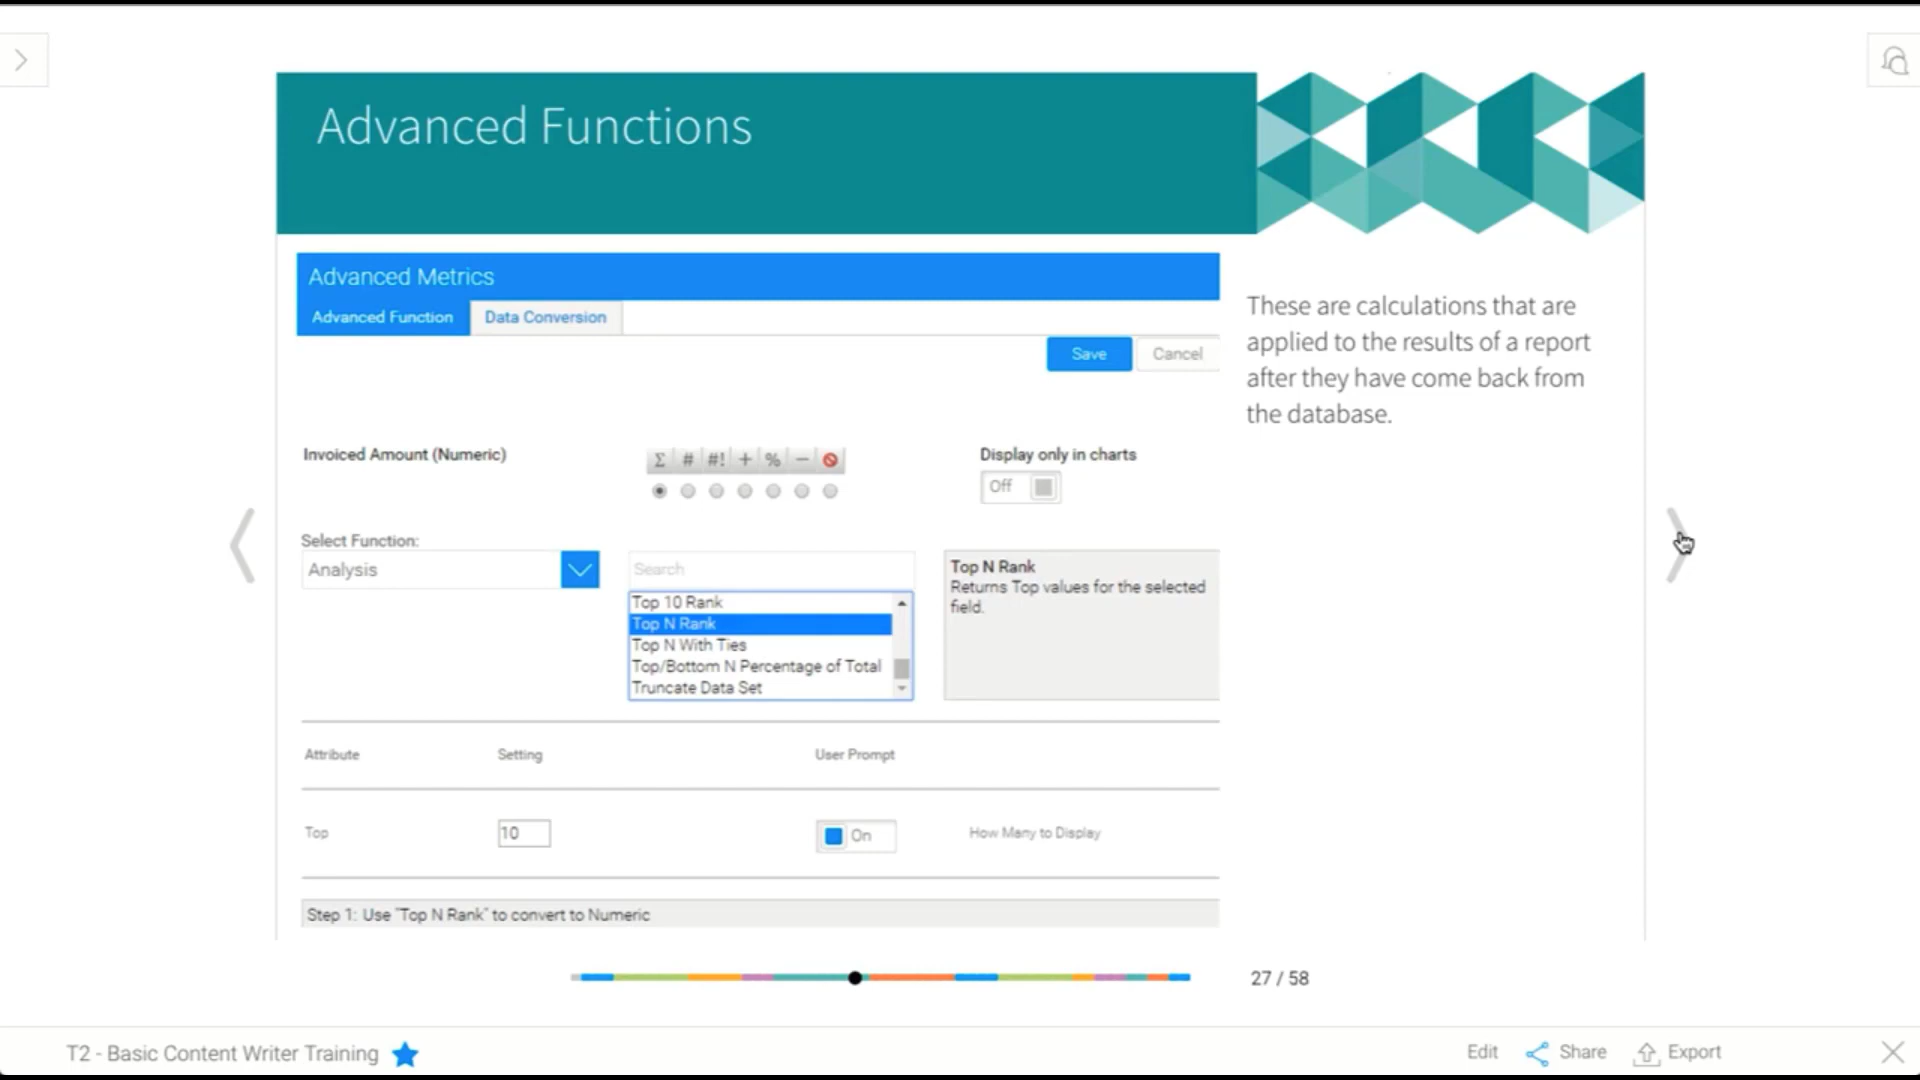 Advanced Functions
Advanced Metrics
Advanced Function
Data Conversion
Save
Cancel
These are calculations that are
applied to the results of a report
after they have come back from
the database.
Invoiced Amount (Numeric)
Σ # #! + % −
Display only in charts
Off
Select Function:
Analysis
Search
Top 10 Rank
Top N Rank
Top N With Ties
Top/Bottom N Percentage of Total
Truncate Data Set
Top N Rank
Returns Top values for the selected
field.
Attribute
Setting
User Prompt
Top
10
On
How Many to Display
Step 1: Use "Top N Rank" to convert to Numeric
27 / 58
T2 - Basic Content Writer Training
Edit
Share
Export